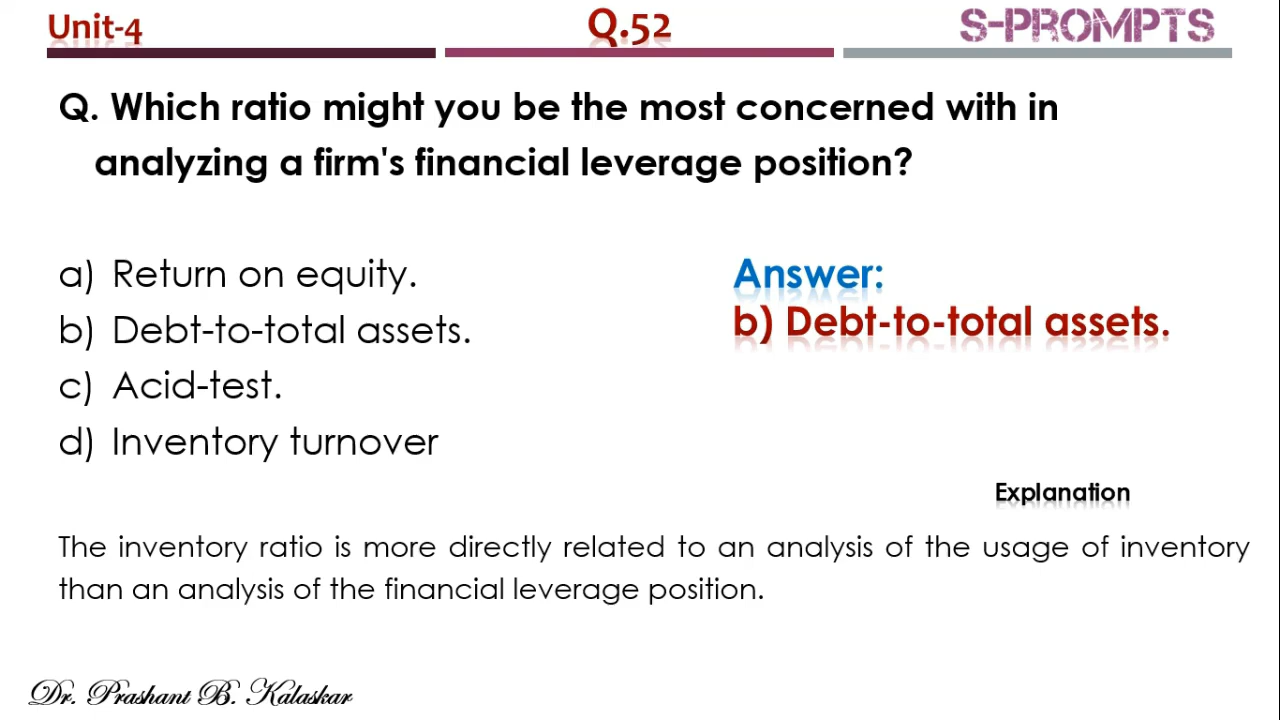 Unit-4 Q.52 S-PROMPTS
Q. Which ratio might you be the most concerned with in
analyzing a firm's financial leverage position?
a) Return on equity.
b) Debt-to-total assets.
c) Acid-test.
d) Inventory turnover
Answer:
b) Debt-to-total assets.
Explanation
The inventory ratio is more directly related to an analysis of the usage of inventory
than an analysis of the financial leverage position.
Dr. Prashant B. Kalaskar